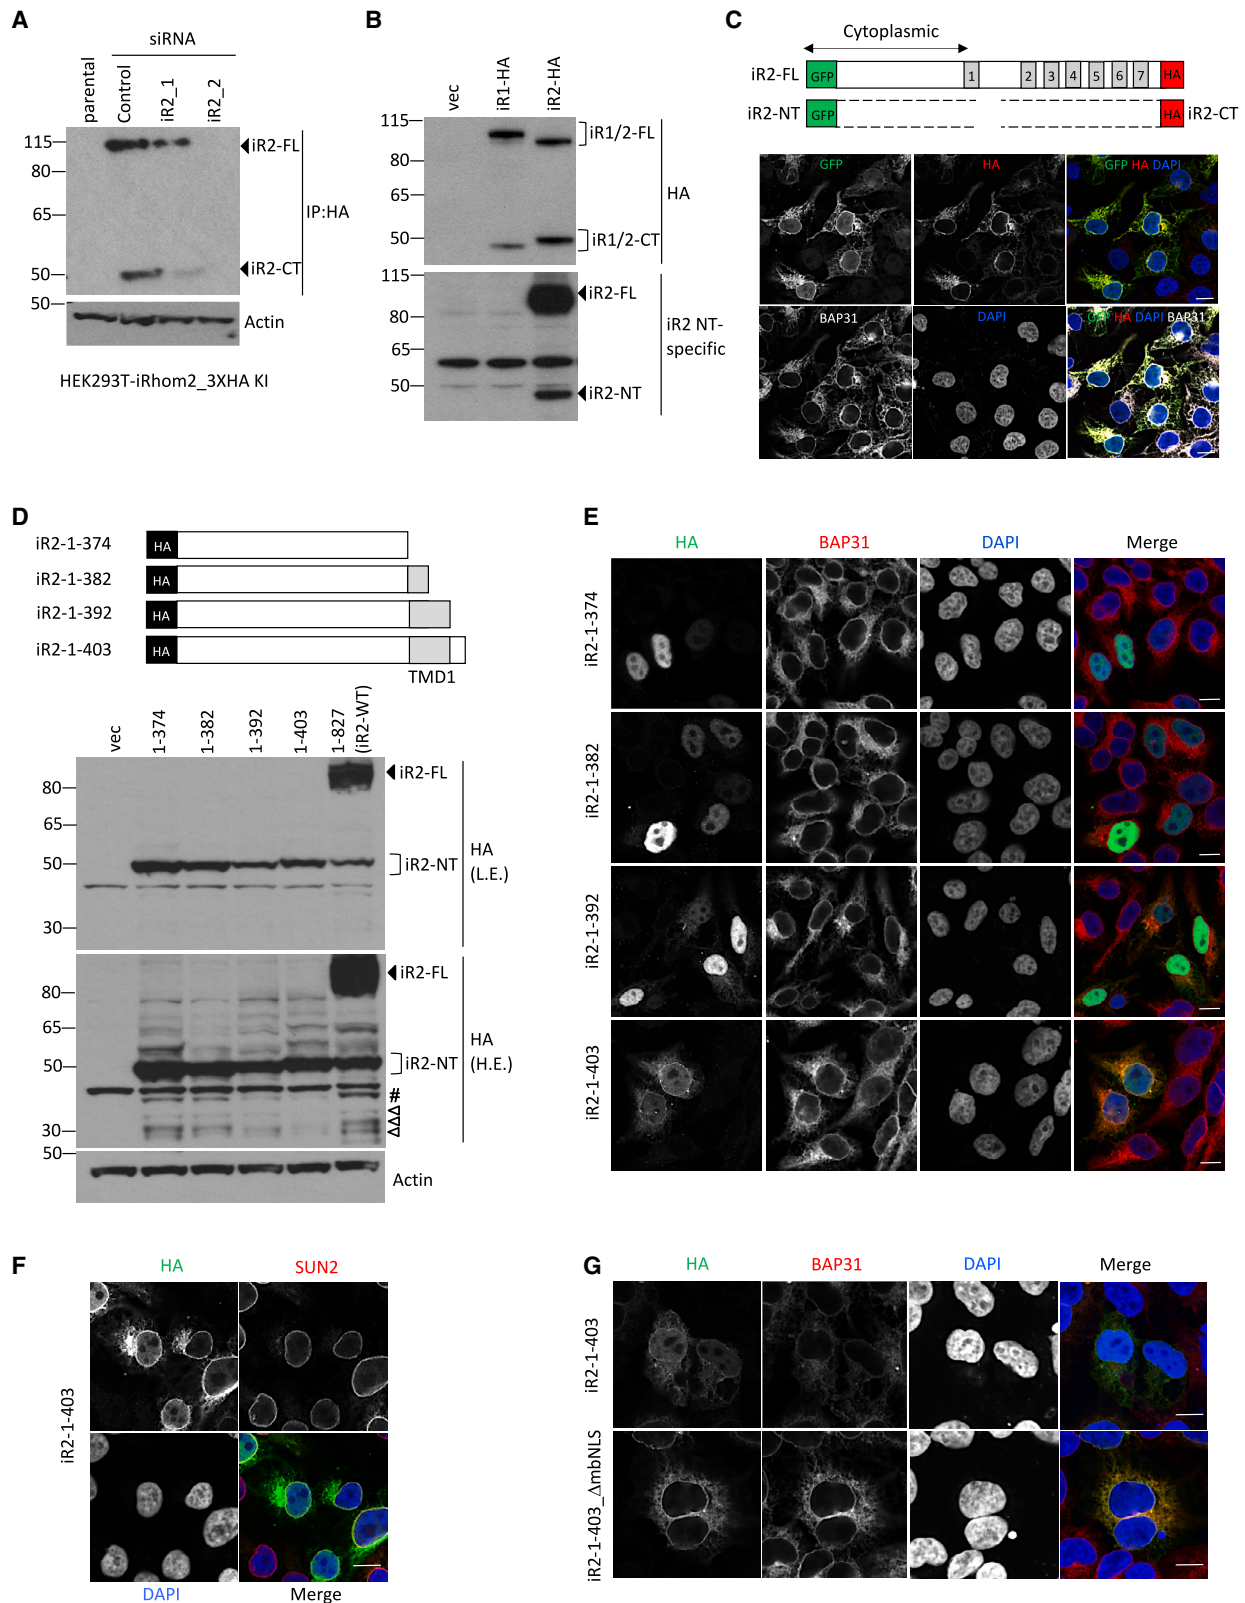 A
siRNA
parental
Control
iR2_1
iR2_2
115
80
65
50
50
iR2-FL
IP:HA
iR2-CT
Actin
HEK293T-iRhom2_3XHA KI
B
vec
iR1-HA
iR2-HA
115
80
65
50
iR1/2-FL
HA
iR1/2-CT
115
80
65
50
iR2-FL
iR2 NT-
specific
iR2-NT
C
Cytoplasmic
iR2-FL GFP 1 2 3 4 5 6 7 HA
iR2-NT GFP HA iR2-CT
GFP HA GFP HA DAPI
BAP31 DAPI GFP HA DAPI BAP31
D
iR2-1-374 HA
iR2-1-382 HA
iR2-1-392 HA
iR2-1-403 HA
TMD1
vec
1-374
1-382
1-392
1-403
1-827
(iR2-WT)
80
65
50
30
iR2-FL
iR2-NT
HA
(L.E.)
80
65
50
30
iR2-FL
iR2-NT
HA
(H.E.)
#
Δ
Δ
Δ
50
Actin
E
HA BAP31 DAPI Merge
iR2-1-374
iR2-1-382
iR2-1-392
iR2-1-403
F
HA SUN2
iR2-1-403
DAPI Merge
G
HA BAP31 DAPI Merge
iR2-1-403
iR2-1-403_ΔmbNLS